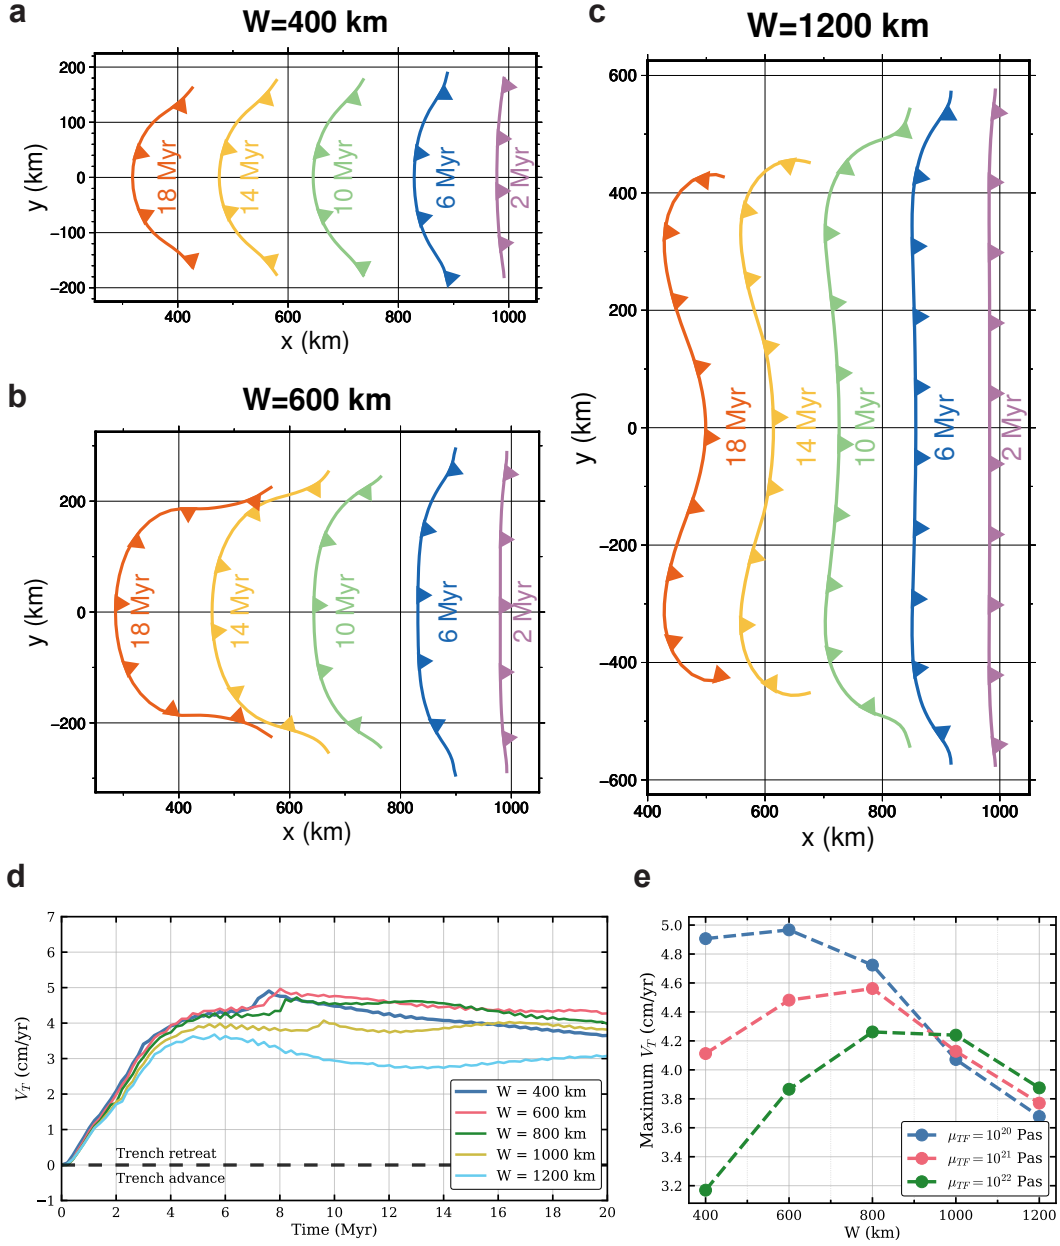 a
W=400 km
200
100
0
−100
−200
y (km)
18 Myr
14 Myr
10 Myr
6 Myr
2 Myr
400
600
800
1000
x (km)
b
W=600 km
200
0
−200
y (km)
18 Myr
14 Myr
10 Myr
6 Myr
2 Myr
400
600
800
1000
x (km)
c
W=1200 km
600
400
200
0
−200
−400
−600
y (km)
18 Myr
14 Myr
10 Myr
6 Myr
2 Myr
400
600
800
1000
x (km)
d
7
6
5
4
3
2
1
0
−1
V_T (cm/yr)
Trench retreat
Trench advance
W = 400 km
W = 600 km
W = 800 km
W = 1000 km
W = 1200 km
0
2
4
6
8
10
12
14
16
18
20
Time (Myr)
e
5.0
4.8
4.6
4.4
4.2
4.0
3.8
3.6
3.4
3.2
Maximum V_T (cm/yr)
μ_TF = 10^20 Pas
μ_TF = 10^21 Pas
μ_TF = 10^22 Pas
400
600
800
1000
1200
W (km)